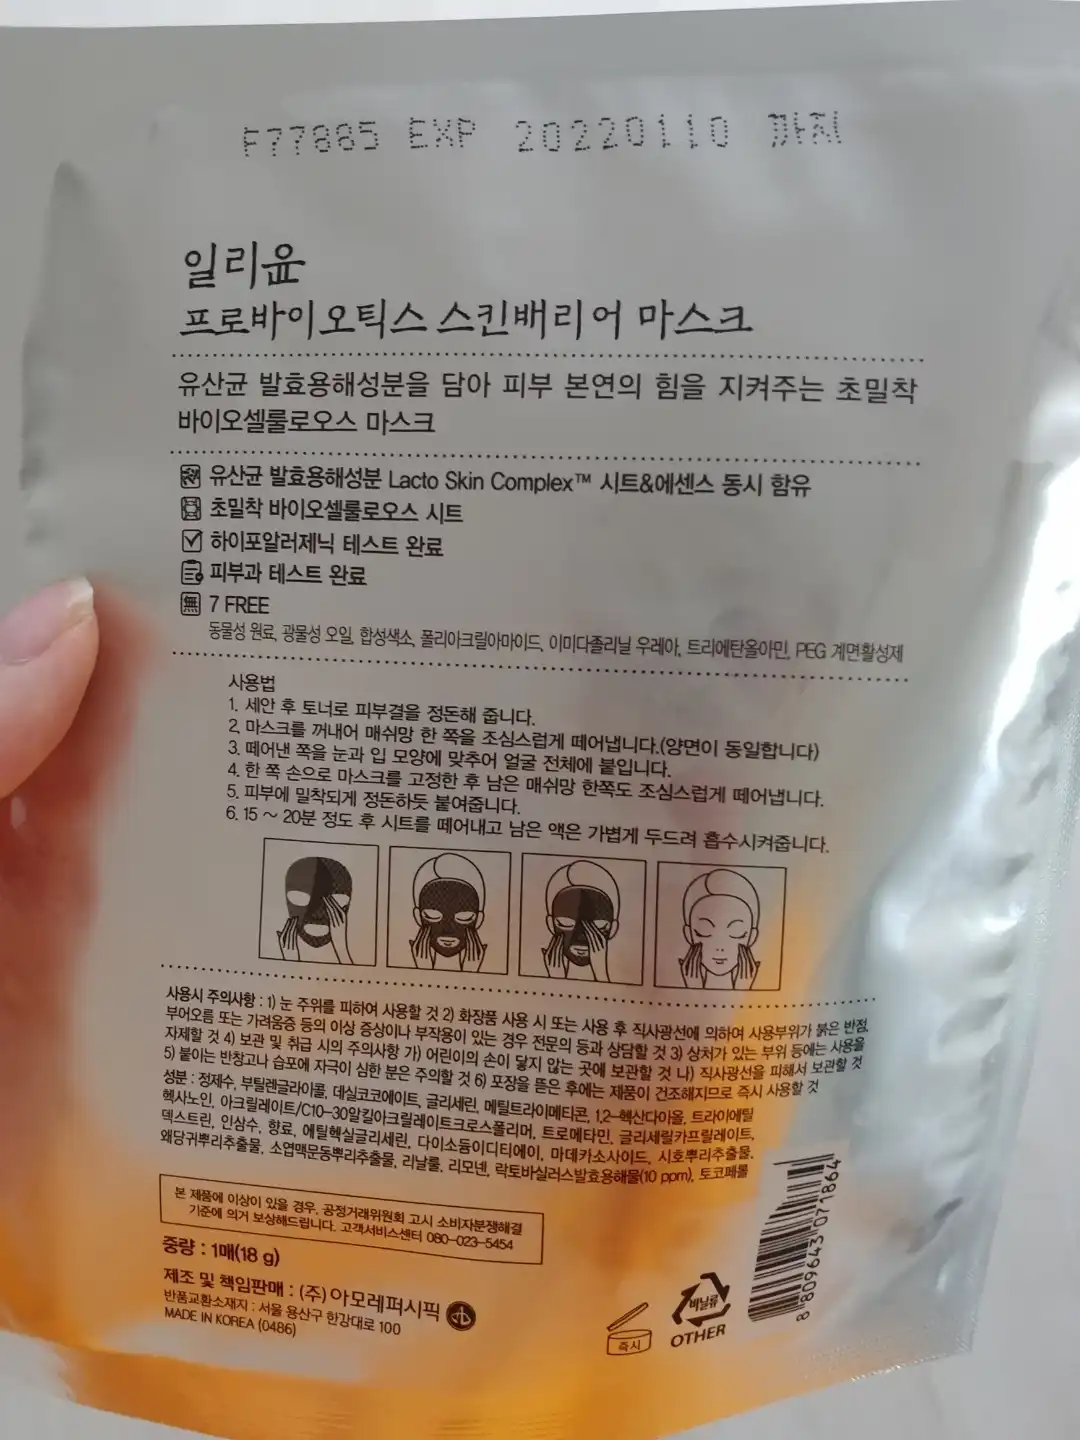 F77885 EXP 20220110 까지
일리윤
프로바이오틱스 스킨배리어 마스크
유산균 발효용해성분을 담아 피부 본연의 힘을 지켜주는 초밀착
바이오셀룰로오스 마스크
유산균 발효용해성분 Lacto Skin Complex™ 시트&에센스 동시 함유
초밀착 바이오셀룰로오스 시트
하이포알러제닉 테스트 완료
피부과 테스트 완료
無 7 FREE
동물성 원료, 광물성 오일, 합성색소, 폴리아크릴아마이드, 이미다졸리닐 우레아, 트리에탄올아민, PEG 계면활성제
사용법
1. 세안 후 토너로 피부결을 정돈해 줍니다.
2. 마스크를 꺼내어 매쉬망 한 쪽을 조심스럽게 떼어냅니다.(양면이 동일합니다)
3. 떼어낸 쪽을 눈과 입 모양에 맞추어 얼굴 전체에 붙입니다.
4. 한 쪽 손으로 마스크를 고정한 후 남은 매쉬망 한쪽도 조심스럽게 떼어냅니다.
5. 피부에 밀착되게 정돈하듯 붙여줍니다.
6. 15 ~ 20분 정도 후 시트를 떼어내고 남은 액은 가볍게 두드려 흡수시켜줍니다.
사용시 주의사항 : 1) 눈 주위를 피하여 사용할 것 2) 화장품 사용 시 또는 사용 후 직사광선에 의하여 사용부위가 붉은 반점,
부어오름 또는 가려움증 등의 이상 증상이나 부작용이 있는 경우 전문의 등과 상담할 것 3) 상처가 있는 부위 등에는 사용을
자제할 것 4) 보관 및 취급 시의 주의사항 가) 어린이의 손이 닿지 않는 곳에 보관할 것 나) 직사광선을 피해서 보관할 것
5) 붙이는 반창고나 습포에 자극이 심한 분은 주의할 것 6) 포장을 뜯은 후에는 제품이 건조해지므로 즉시 사용할 것
성분 : 정제수, 부틸렌글라이콜, 데실코코에이트, 글리세린, 메틸트라이메티콘, 1,2-헥산다이올, 트라이에틸
헥사노인, 아크릴레이트/C10-30알킬아크릴레이트크로스폴리머, 트로메타민, 글리세릴카프릴레이트,
덱스트린, 인삼수, 향료, 에틸헥실글리세린, 다이소듐이디티에이, 마데카소사이드, 시호뿌리추출물,
왜당귀뿌리추출물, 소엽맥문동뿌리추출물, 리날룰, 리모넨, 락토바실러스발효용해물(10 ppm), 토코페롤
본 제품에 이상이 있을 경우, 공정거래위원회 고시 소비자분쟁해결
기준에 의거 보상해드립니다. 고객서비스센터 080-023-5454
중량 : 1매(18 g)
제조 및 책임판매 : (주)아모레퍼시픽
반품교환소재지 : 서울 용산구 한강대로 100
MADE IN KOREA (0486)
즉시
비닐류
OTHER
8 809643 071864